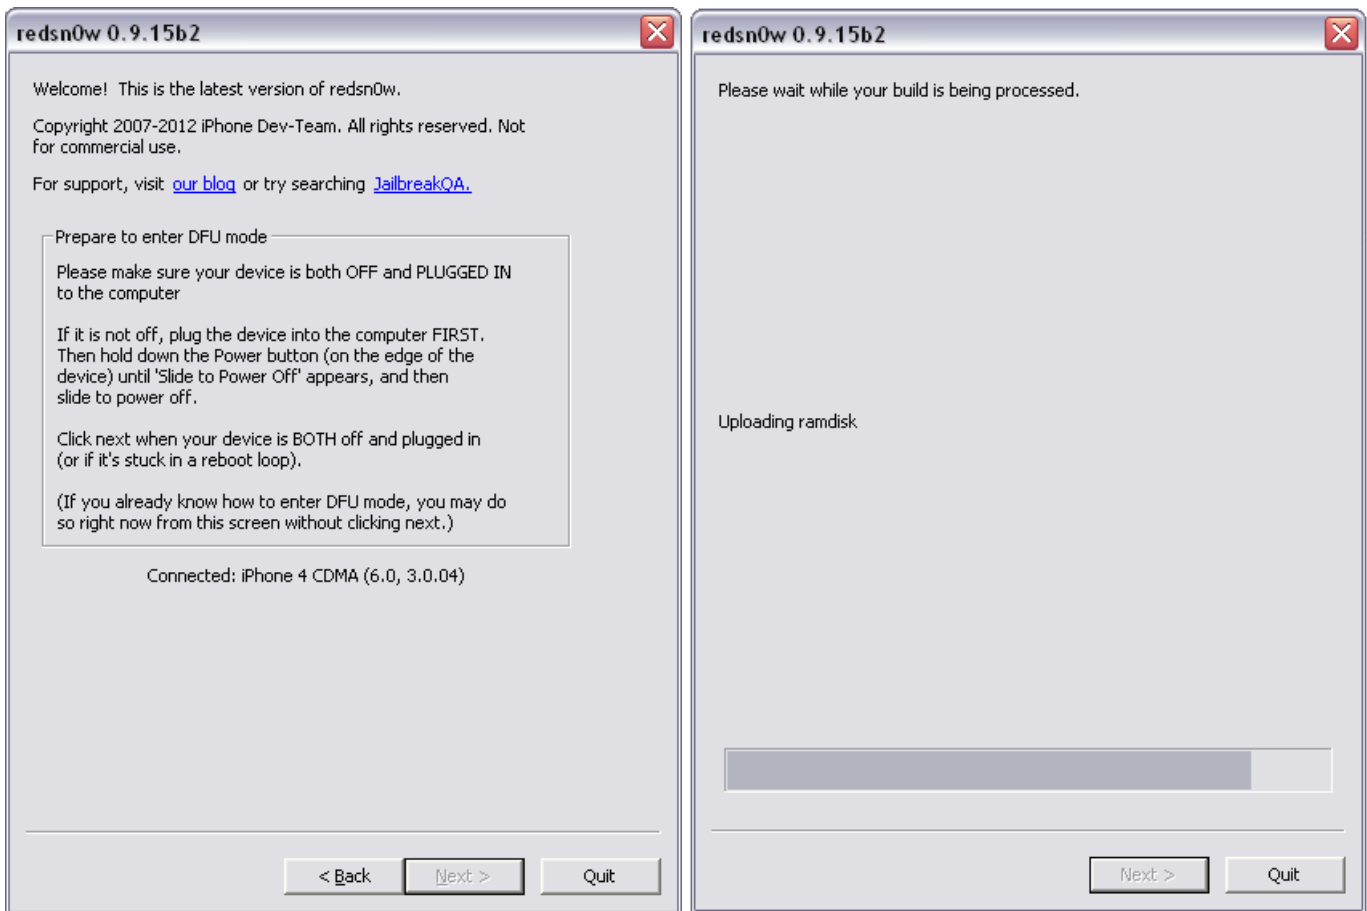 redsn0w 0.9.15b2
Welcome! This is the latest version of redsn0w.
Copyright 2007-2012 iPhone Dev-Team. All rights reserved. Not
for commercial use.
For support, visit our blog or try searching JailbreakQA.
Prepare to enter DFU mode
Please make sure your device is both OFF and PLUGGED IN
to the computer
If it is not off, plug the device into the computer FIRST.
Then hold down the Power button (on the edge of the
device) until 'Slide to Power Off' appears, and then
slide to power off.
Click next when your device is BOTH off and plugged in
(or if it's stuck in a reboot loop).
(If you already know how to enter DFU mode, you may do
so right now from this screen without clicking next.)
Connected: iPhone 4 CDMA (6.0, 3.0.04)
< Back Next > Quit
redsn0w 0.9.15b2
Please wait while your build is being processed.
Uploading ramdisk
Next > Quit